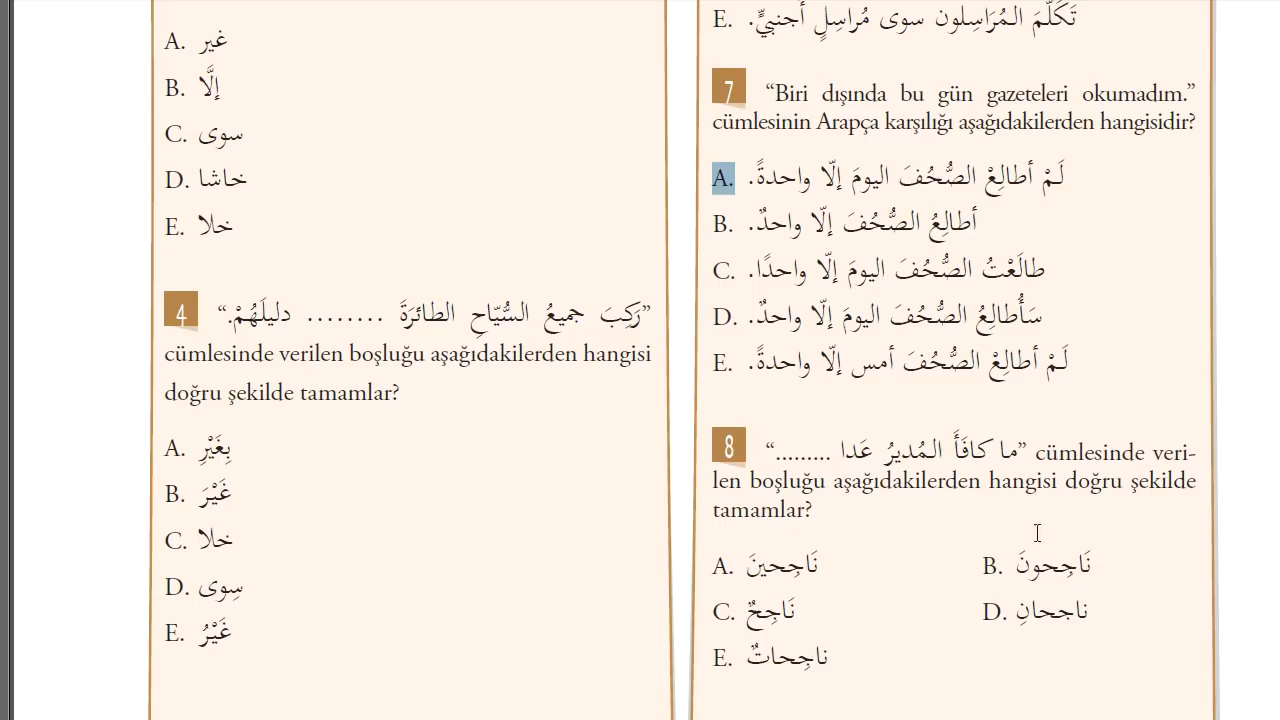 A. غير
B. إلَّا
C. سوى
D. خاشا
E. خلا
4 “رَكِبَ جميعُ السُّيّاحِ الطائرَةَ ........ دليلَهُمْ.”
cümlesinde verilen boşluğu aşağıdakilerden hangisi
doğru şekilde tamamlar?
A. بِغَيْرِ
B. غَيْرَ
C. خلا
D. سِوى
E. غَيْرُ
E. تَكَلَّمَ المُرَاسِلون سوى مُراسِلٍ أجنبيٍّ.
7 “Biri dışında bu gün gazeteleri okumadım.”
cümlesinin Arapça karşılığı aşağıdakilerden hangisidir?
A. لَمْ أطالِعْ الصُّحُفَ اليومَ إلّا واحدةً.
B. أطالِعُ الصُّحُفَ إلّا واحدٌ.
C. طالَعْتُ الصُّحُفَ اليومَ إلّا واحدًا.
D. سَأُطالِعُ الصُّحُفَ اليومَ إلّا واحدٌ.
E. لَمْ أطالِعْ الصُّحُفَ أمس إلّا واحدةً.
8 “ما كافَأَ المُديرُ عَدا .........” cümlesinde veri-
len boşluğu aşağıdakilerden hangisi doğru şekilde
tamamlar?
A. نَاجِحينَ B. نَاجِحونَ
C. نَاجِحٌ D. ناجحانِ
E. ناجِحاتٌ